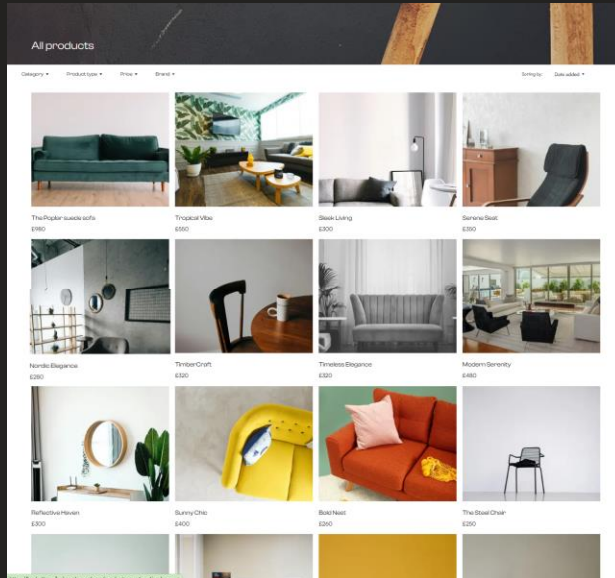 All products
Category
Product type
Price
Brand
Sorting by:
Date added
The Poplar suede sofa
Tropical Vibe
Sleek Living
Serene Seat
£980
£550
£300
£350
Nordic Elegance
TimberCraft
Timeless Elegance
Modern Serenity
£280
£320
£320
£480
Reflective Haven
Sunny Chic
Bold Nest
The Steel Chair
£300
£400
£260
£250